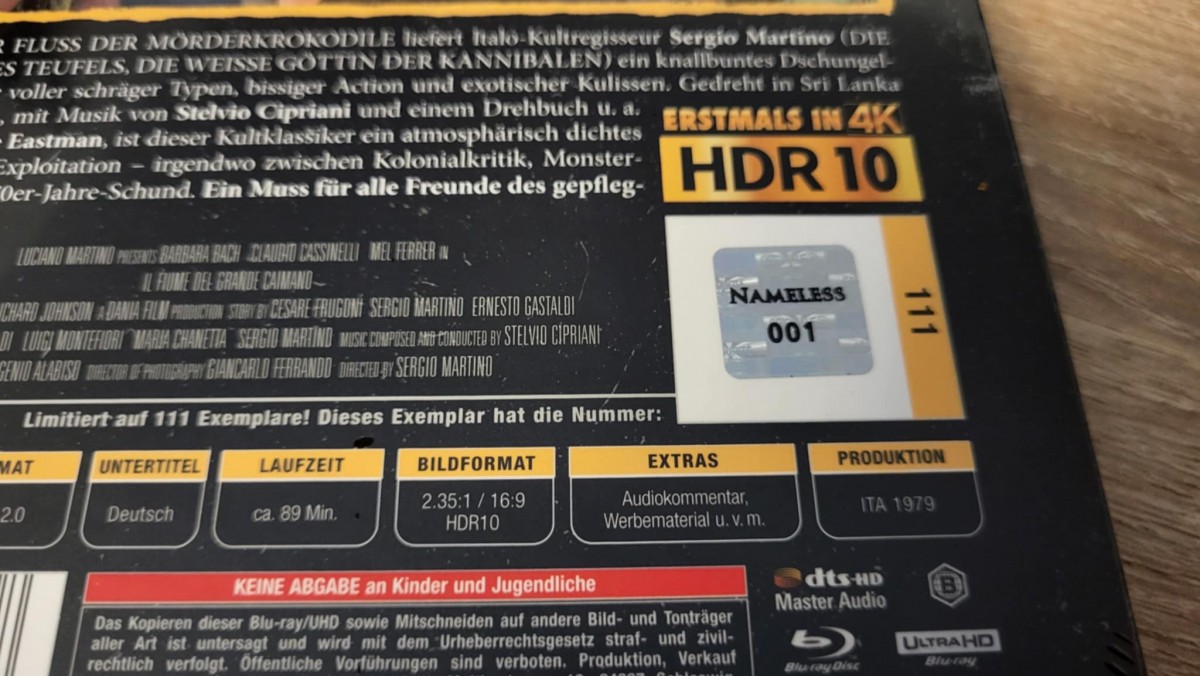 R FLUSS DER MÖRDERKROKODILE liefert Italo-Kultregisseur Sergio Martino (DIE
ES TEUFELS, DIE WEISSE GÖTTIN DER KANNIBALEN) ein knallbuntes Dschungel-
voller schräger Typen, bissiger Action und exotischer Kulissen. Gedreht in Sri Lanka
, mit Musik von Stelvio Cipriani und einem Drehbuch u. a.
Eastman, ist dieser Kultklassiker ein atmosphärisch dichtes
Exploitation – irgendwo zwischen Kolonialkritik, Monster-
0er-Jahre-Schund. Ein Muss für alle Freunde des gepfleg-
ERSTMALS IN 4K
HDR 10
LUCIANO MARTINO PRESENTS BARBARA BACH CLAUDIO CASSINELLI MEL FERRER IN
IL FIUME DEL GRANDE CAIMANO
ICHARD JOHNSON A DANIA FILM PRODUCTION STORY BY CESARE FRUGONI SERGIO MARTINO ERNESTO GASTALDI
DI LUIGI MONTEFIORI MARIA CHIANETTA SERGIO MARTINO MUSIC COMPOSED AND CONDUCTED BY STELVIO CIPRIANI
GENIO ALABISO DIRECTOR OF PHOTOGRAPHY GIANCARLO FERRANDO DIRECTED BY SERGIO MARTINO
NAMELESS
001
111
Limitiert auf 111 Exemplare! Dieses Exemplar hat die Nummer:
MAT
2.0
UNTERTITEL
Deutsch
LAUFZEIT
ca. 89 Min.
BILDFORMAT
2.35:1 / 16:9
HDR10
EXTRAS
Audiokommentar,
Werbematerial u. v. m.
PRODUKTION
ITA 1979
KEINE ABGABE an Kinder und Jugendliche
Das Kopieren dieser Blu-ray/UHD sowie Mitschneiden auf andere Bild- und Tonträger
aller Art ist untersagt und wird mit dem Urheberrechtsgesetz straf- und zivil-
rechtlich verfolgt. Öffentliche Vorführungen sind verboten. Produktion, Verkauf
dts-HD
Master Audio
B
Blu-ray Disc
ULTRA HD
Blu-ray